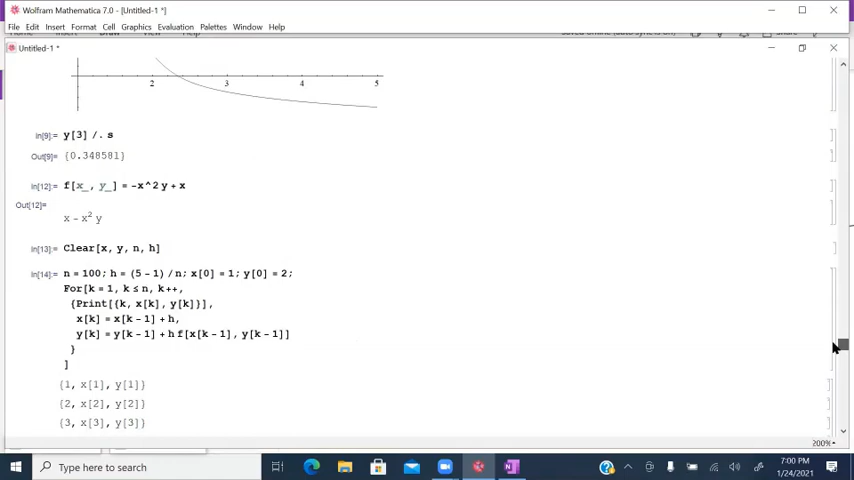 Wolfram Mathematica 7.0 - [Untitled-1 *]
File Edit Insert Format Cell Graphics Evaluation Palettes Window Help
Untitled-1 *
2 3 4 5
In[9]:= y[3] /. s
Out[9]= {0.348581}
In[12]:= f[x_, y_] = -x^2 y + x
Out[12]=
x - x² y
In[13]:= Clear[x, y, n, h]
In[14]:= n = 100; h = (5 - 1) / n; x[0] = 1; y[0] = 2;
For[k = 1, k ≤ n, k++,
{Print[{k, x[k], y[k]}],
x[k] = x[k - 1] + h,
y[k] = y[k - 1] + h f[x[k - 1], y[k - 1]]
}
]
{1, x[1], y[1]}
{2, x[2], y[2]}
{3, x[3], y[3]}
200%
Type here to search
7:00 PM
1/24/2021